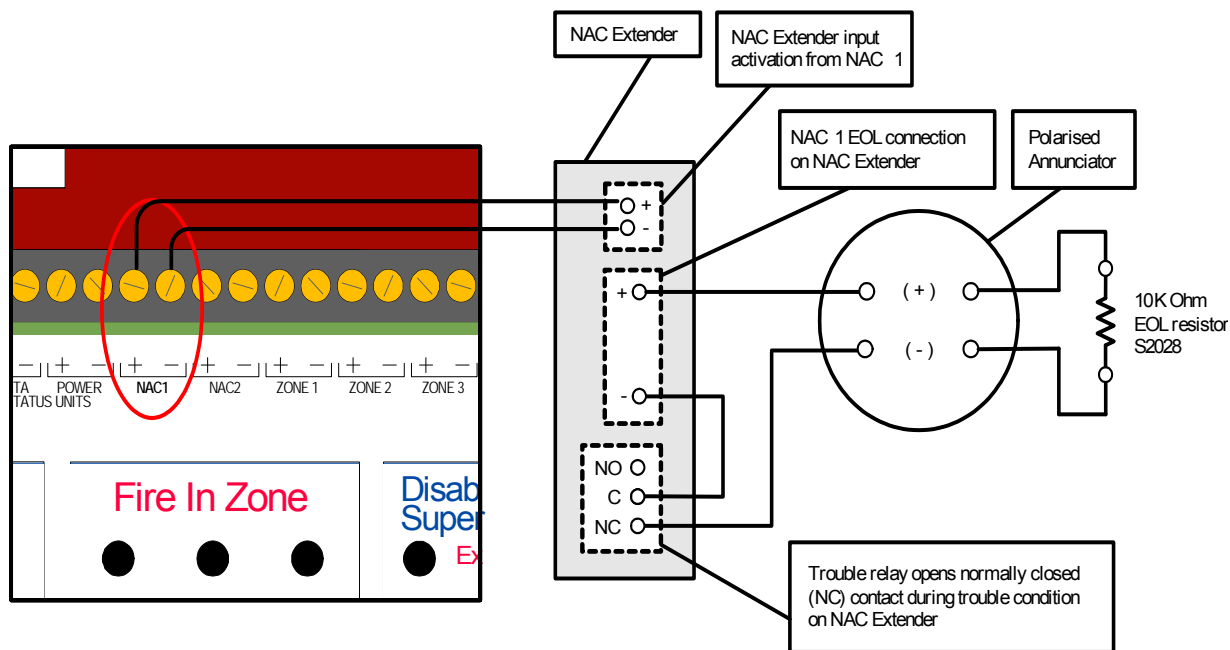 NAC Extender
NAC Extender input
activation from NAC 1
NAC 1 EOL connection
on NAC Extender
Polarised
Annunciator
+
-
+
-
NO
C
NC
(+)
(-)
10K Ohm
EOL resistor
S2028
− + − + − + − + − + − + −
TA POWER NAC1 NAC2 ZONE 1 ZONE 2 ZONE 3
TATUS UNITS
Fire In Zone
Disab
Super
Ex
Trouble relay opens normally closed
(NC) contact during trouble condition
on NAC Extender